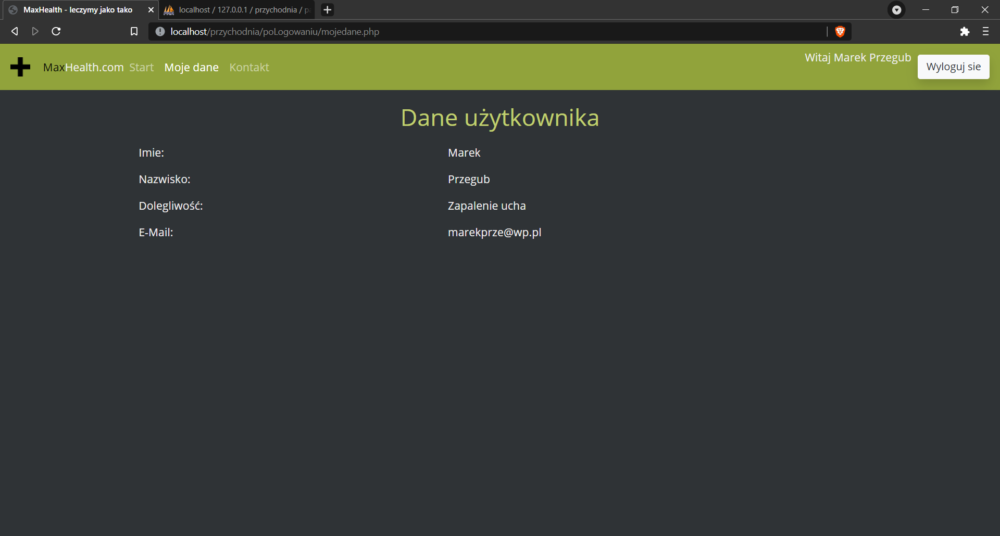 MaxHealth - leczymy jako tako
localhost / 127.0.0.1 / przychodnia /
localhost/przychodnia/poLogowaniu/mojedane.php
MaxHealth.com Start Moje dane Kontakt
Witaj Marek Przegub
Wyloguj sie
Dane użytkownika
Imie: Marek
Nazwisko: Przegub
Dolegliwość: Zapalenie ucha
E-Mail: marekprze@wp.pl